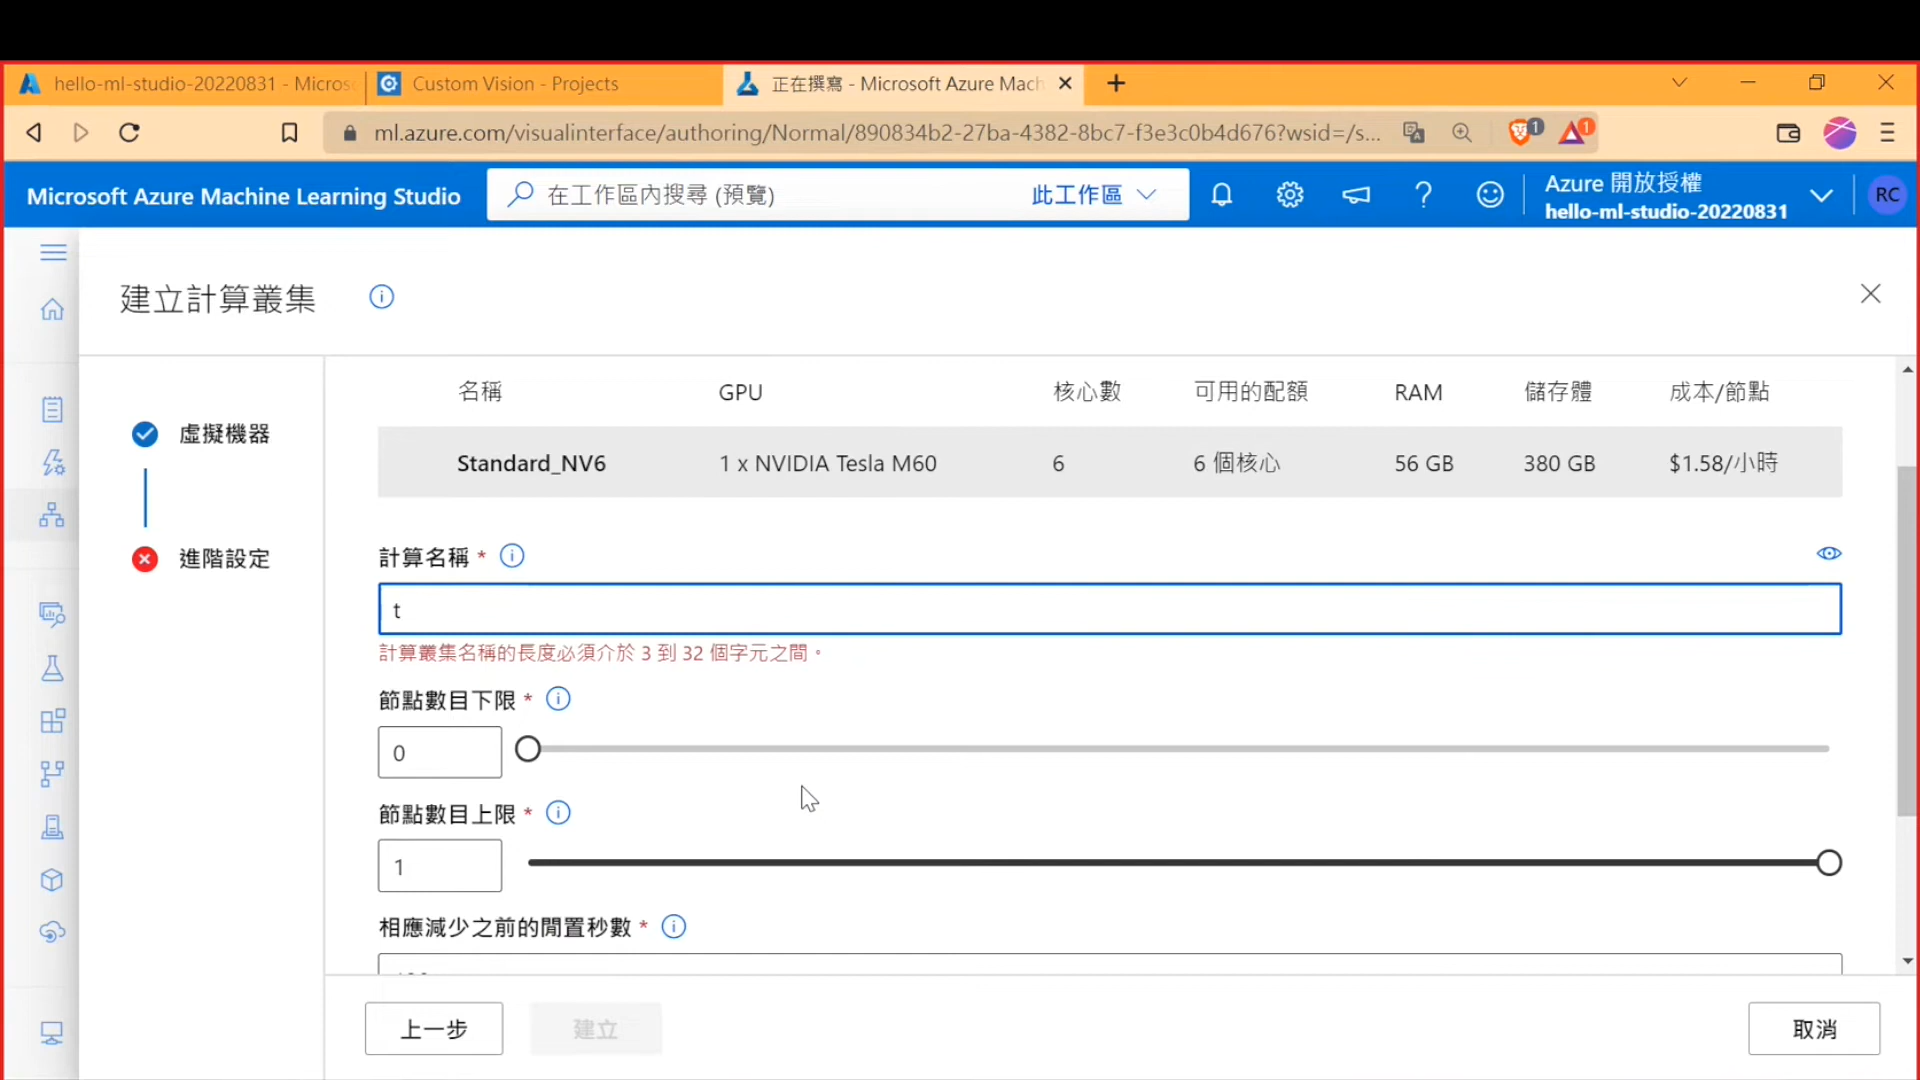 hello-ml-studio-20220831 - Micros
Custom Vision - Projects
正在撰寫 - Microsoft Azure Mach
ml.azure.com/visualinterface/authoring/Normal/890834b2-27ba-4382-8bc7-f3e3c0b4d676?wsid=/s...
1
1
Microsoft Azure Machine Learning Studio
在工作區內搜尋 (預覽)
此工作區
Azure 開放授權
hello-ml-studio-20220831
RC
建立計算叢集
虛擬機器
進階設定
名稱 GPU 核心數 可用的配額 RAM 儲存體 成本/節點
Standard_NV6 1 x NVIDIA Tesla M60 6 6 個核心 56 GB 380 GB $1.58/小時
計算名稱 *
t
計算叢集名稱的長度必須介於 3 到 32 個字元之間。
節點數目下限 *
0
節點數目上限 *
1
相應減少之前的閒置秒數 *
上一步
建立
取消